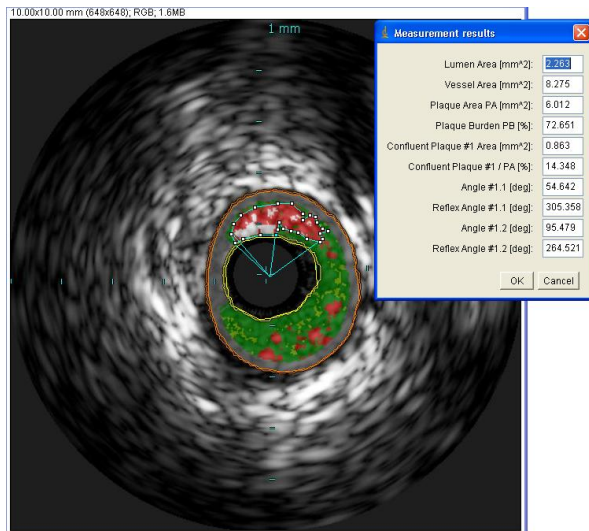 10.00x10.00 mm (648x648); RGB; 1.6MB
1 mm
Measurement results
Lumen Area [mm^2]: 2.263
Vessel Area [mm^2]: 8.275
Plaque Area PA[mm^2]: 6.012
Plaque Burden PB [%]: 72.651
Confluent Plaque #1 Area [mm^2]: 0.863
Confluent Plaque #1 / PA [%]: 14.348
Angle #1.1 [deg]: 54.642
Reflex Angle #1.1 [deg]: 305.358
Angle #1.2 [deg]: 95.479
Reflex Angle #1.2 [deg]: 264.521
OK Cancel